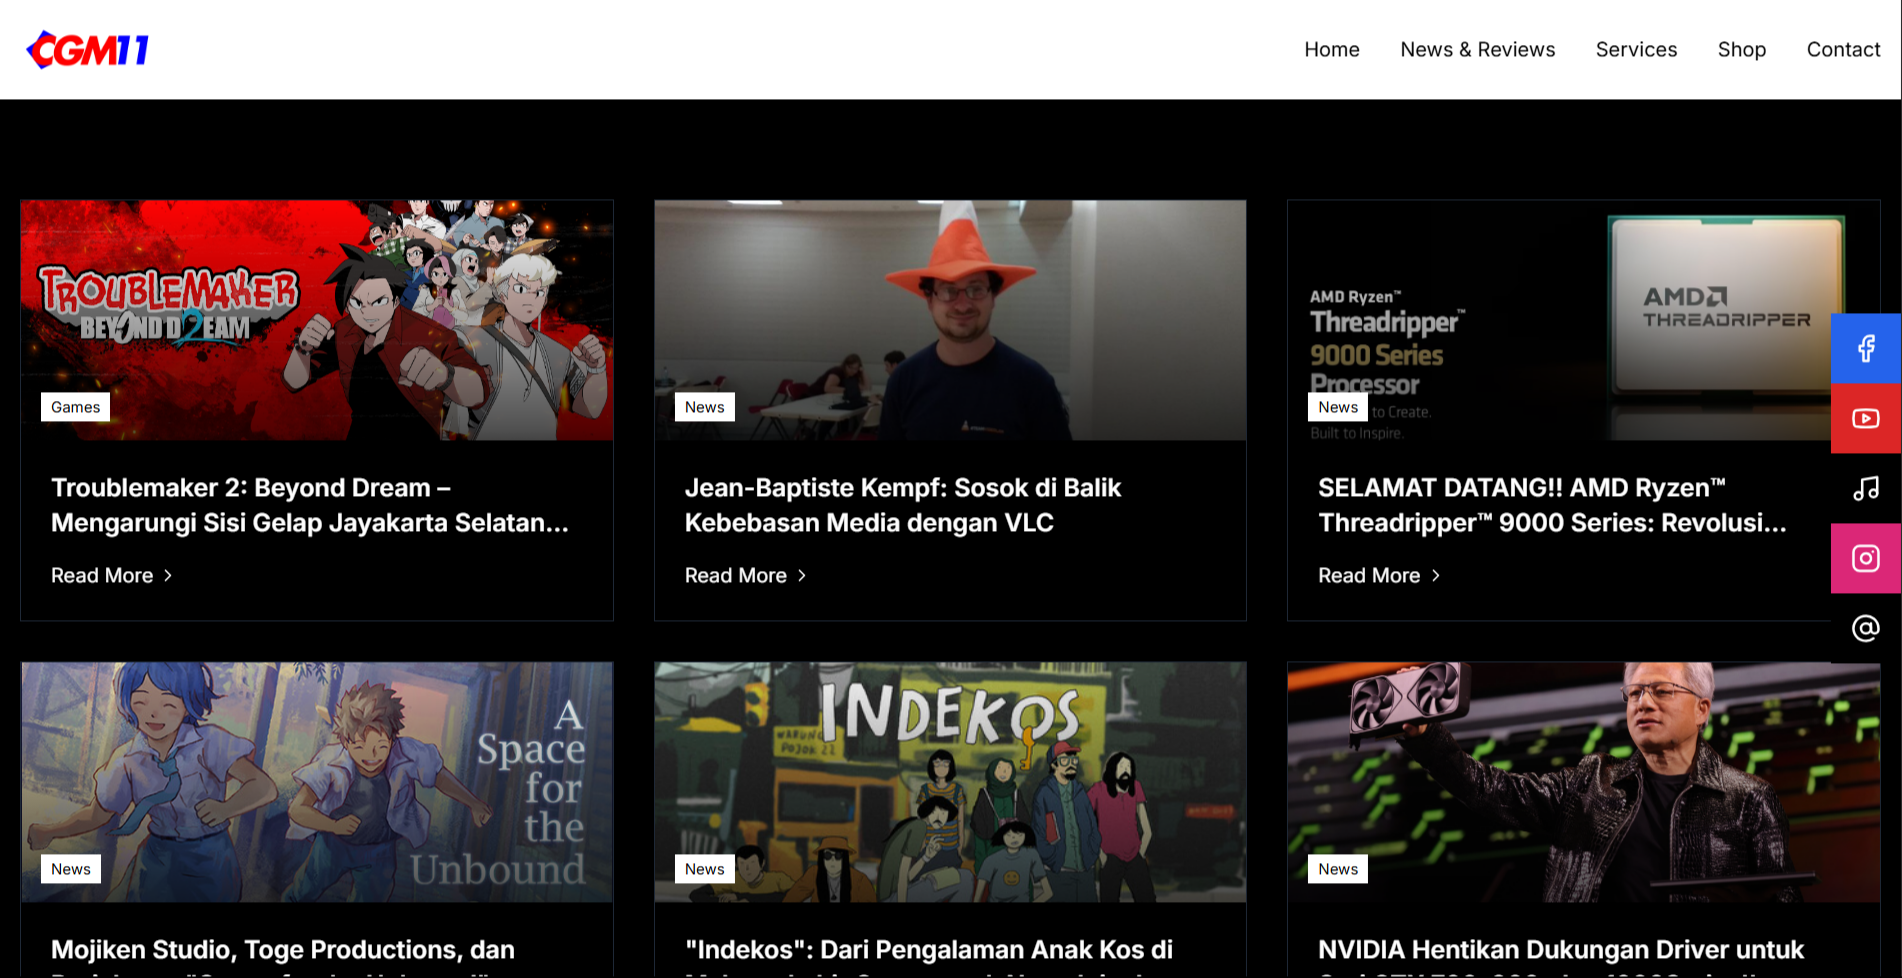 CGM11
Home
News & Reviews
Services
Shop
Contact
TROUBLEMAKER
BEYOND D2EAM
Games
Troublemaker 2: Beyond Dream –
Mengarungi Sisi Gelap Jayakarta Selatan...
Read More
News
Jean-Baptiste Kempf: Sosok di Balik
Kebebasan Media dengan VLC
Read More
AMD Ryzen™
Threadripper™
9000 Series
Processor
to Create.
Built to Inspire.
AMD
THREADRIPPER
News
SELAMAT DATANG!! AMD Ryzen™
Threadripper™ 9000 Series: Revolusi...
Read More
A
Space
for
the
Unbound
News
Mojiken Studio, Toge Productions, dan
INDEKOS
WARUNG
POJOK 22
News
"Indekos": Dari Pengalaman Anak Kos di
News
NVIDIA Hentikan Dukungan Driver untuk